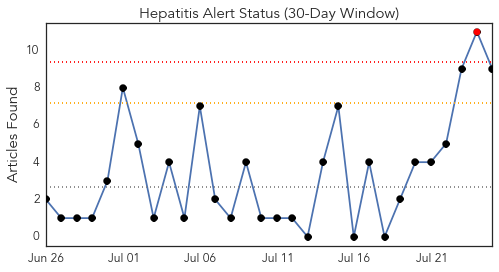 Hepatitis Alert Status (30-Day Window)
Articles Found
10
8
6
4
2
0
Jun 26
Jul 01
Jul 06
Jul 11
Jul 16
Jul 21